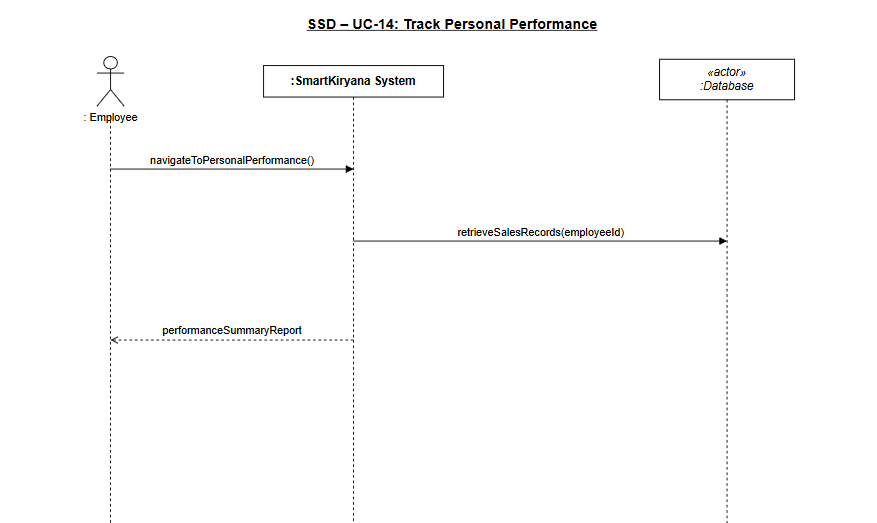 SSD – UC-14: Track Personal Performance
: Employee
:SmartKiryana System
«actor»
:Database
navigateToPersonalPerformance()
retrieveSalesRecords(employeeId)
performanceSummaryReport